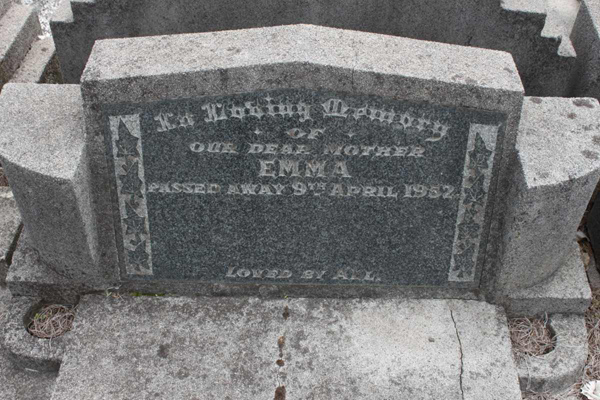 In Loving Memory
OF
OUR DEAR MOTHER
EMMA
PASSED AWAY 9TH APRIL 1952
LOVED BY ALL.